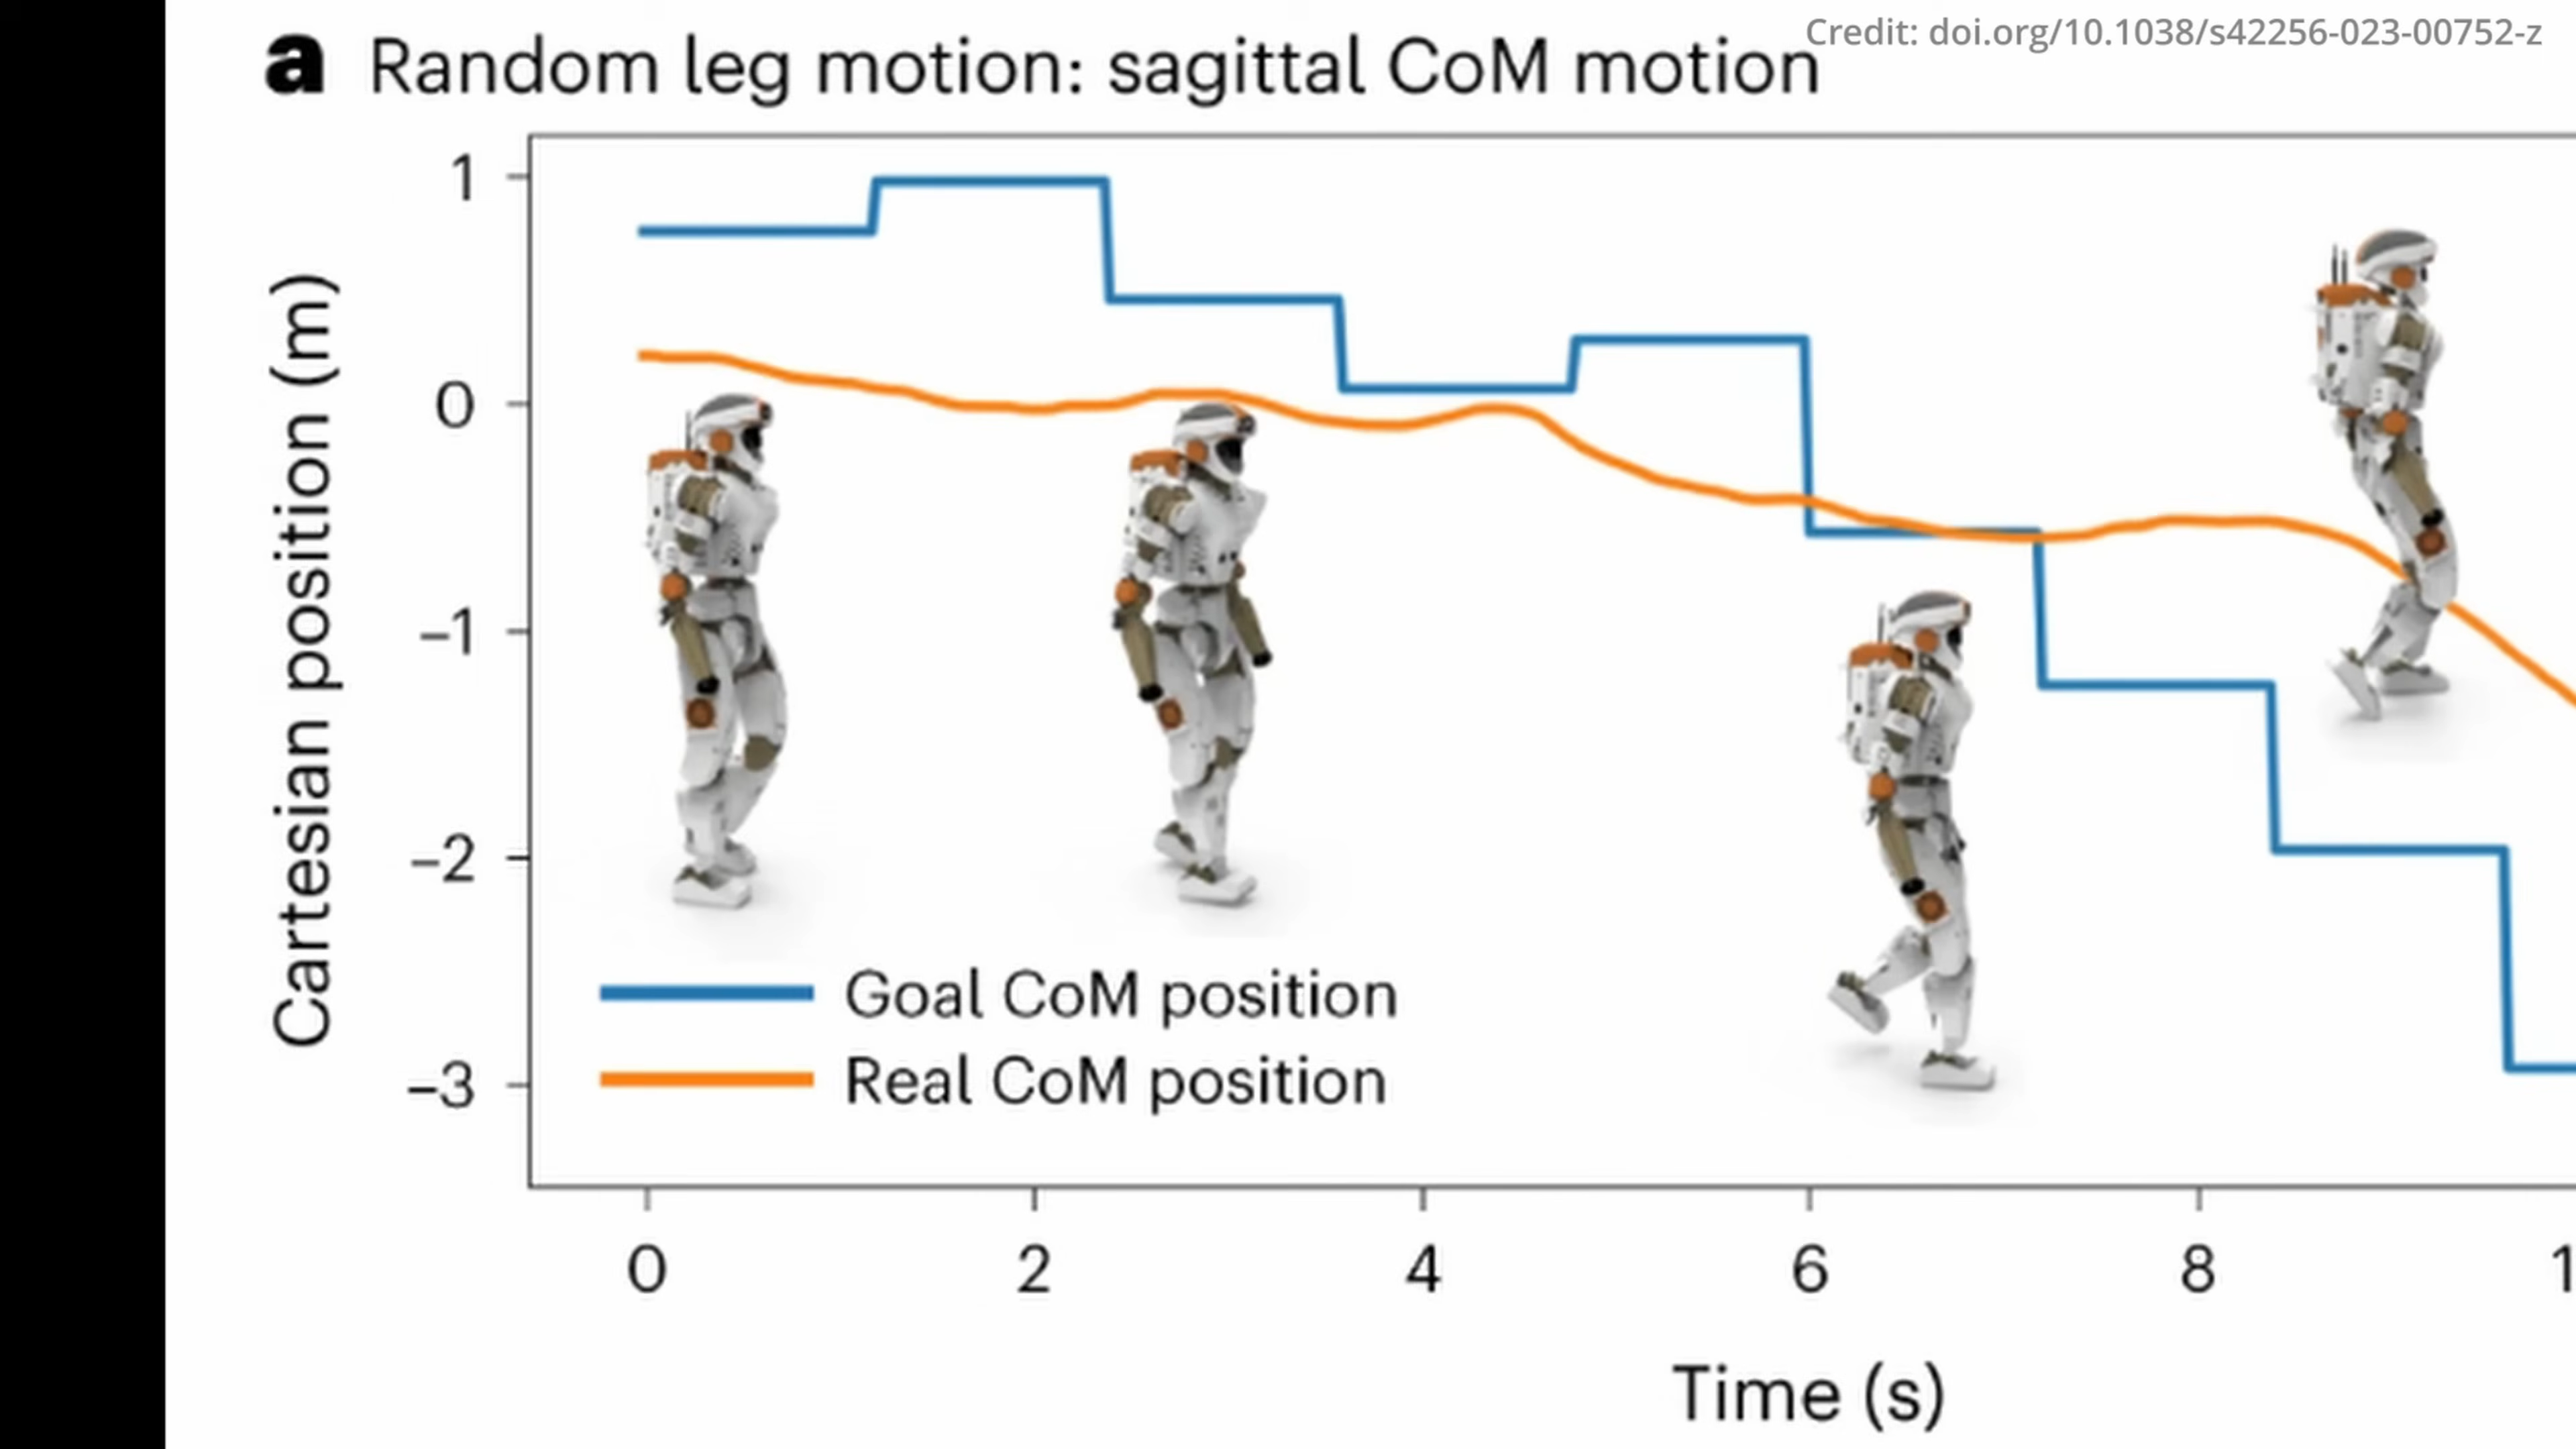 Credit: doi.org/10.1038/s42256-023-00752-z
a Random leg motion: sagittal CoM motion
Cartesian position (m)
1
0
−1
−2
−3
Goal CoM position
Real CoM position
0 2 4 6 8 1
Time (s)